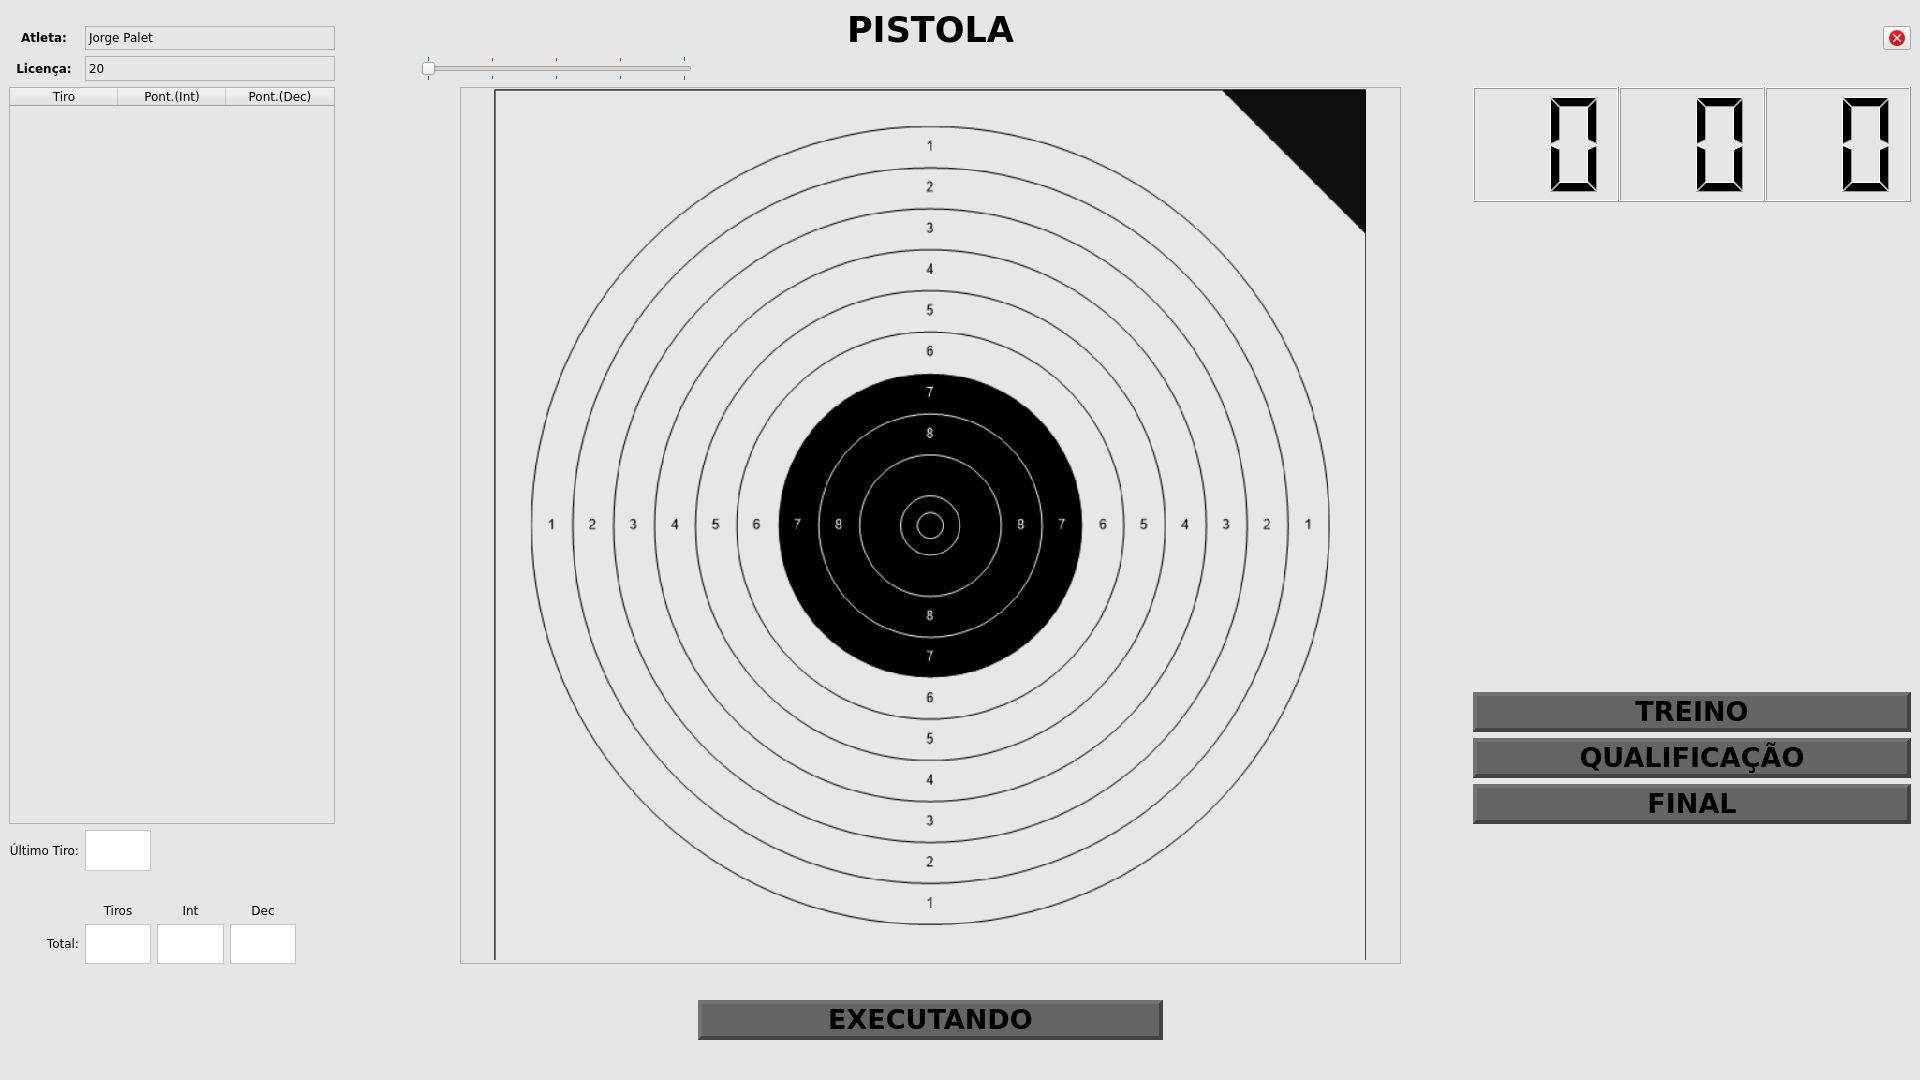 PISTOLA
Atleta: Jorge Palet
Licença: 20
Tiro Pont.(Int) Pont.(Dec)
0 0 0
1
2
3
4
5
6
7
8
1 2 3 4 5 6 7 8 8 7 6 5 4 3 2 1
8
7
6
5
4
3
2
1
TREINO
QUALIFICAÇÃO
FINAL
Último Tiro:
Tiros Int Dec
Total:
EXECUTANDO